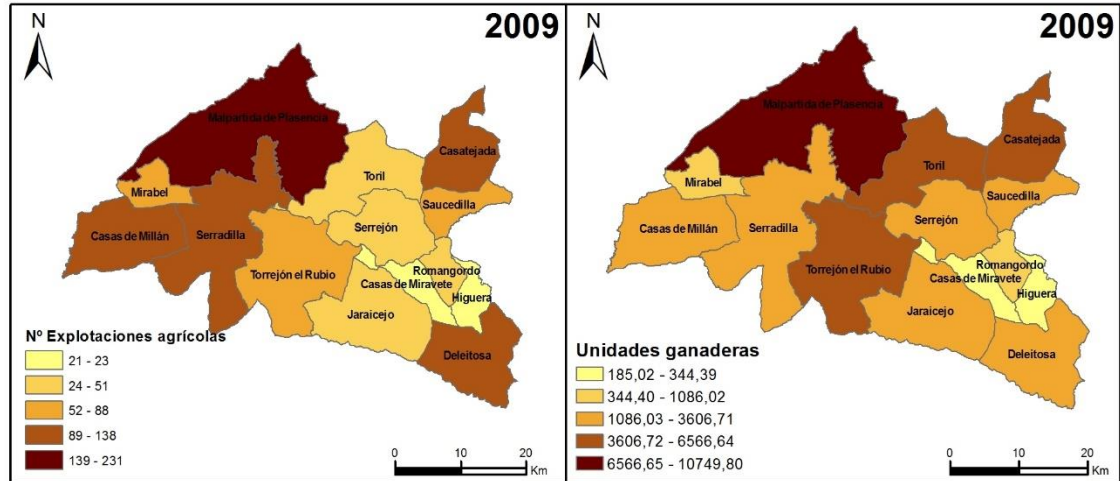 N
2009
Malpartida de Plasencia
Casatejada
Toril
Mirabel
Saucedilla
Serrejón
Casas de Millán
Serradilla
Romangordo
Torrejón el Rubio
Casas de Miravete
Higuera
Jaraicejo
Deleitosa
Nº Explotaciones agrícolas
21 - 23
24 - 51
52 - 88
89 - 138
139 - 231
0 10 20
Km
N
2009
Malpartida de Plasencia
Casatejada
Toril
Mirabel
Saucedilla
Serrejón
Casas de Millán
Serradilla
Romangordo
Torrejón el Rubio
Casas de Miravete
Higuera
Jaraicejo
Deleitosa
Unidades ganaderas
185,02 - 344,39
344,40 - 1086,02
1086,03 - 3606,71
3606,72 - 6566,64
6566,65 - 10749,80
0 10 20
Km